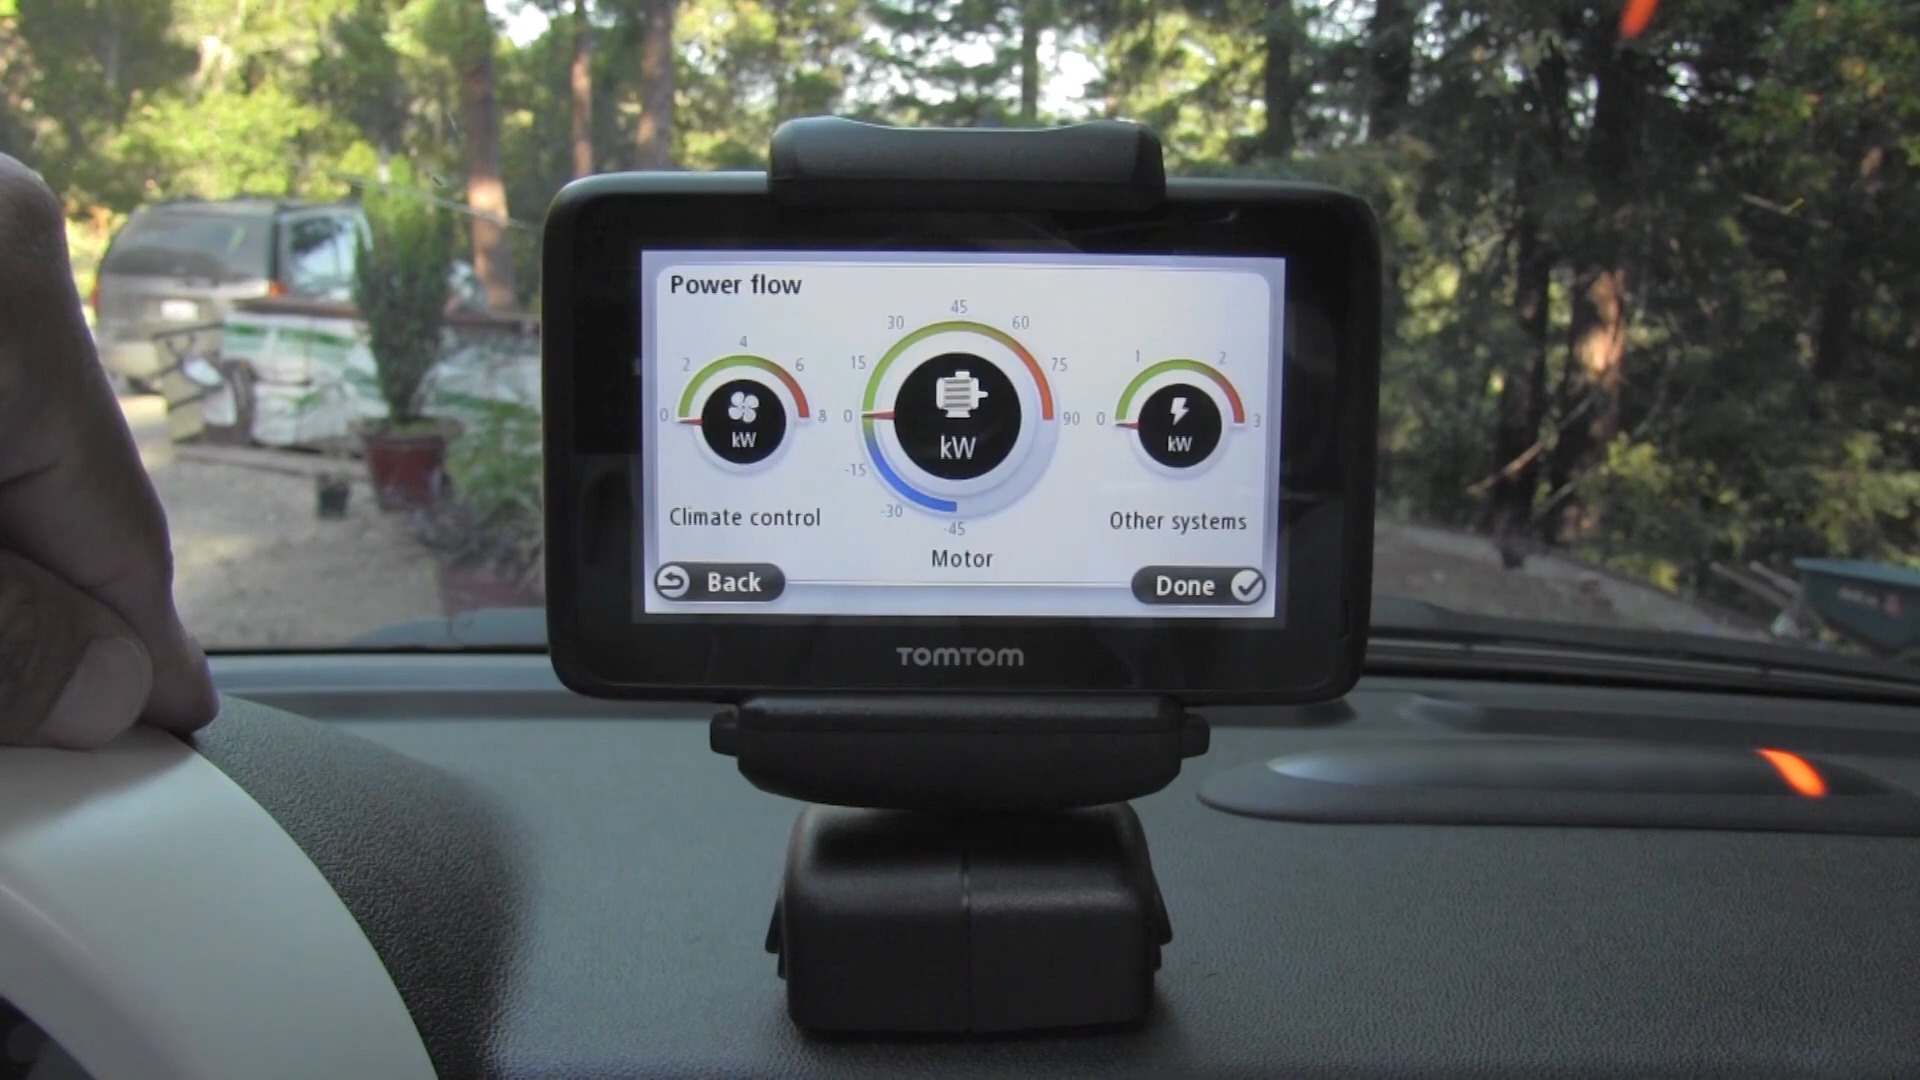 Power flow
0 2 4 6 8
kW
Climate control
-45 -30 -15 0 15 30 45 60 75 90
kW
Motor
0 1 2 3
kW
Other systems
Back
Done
TOMTOM